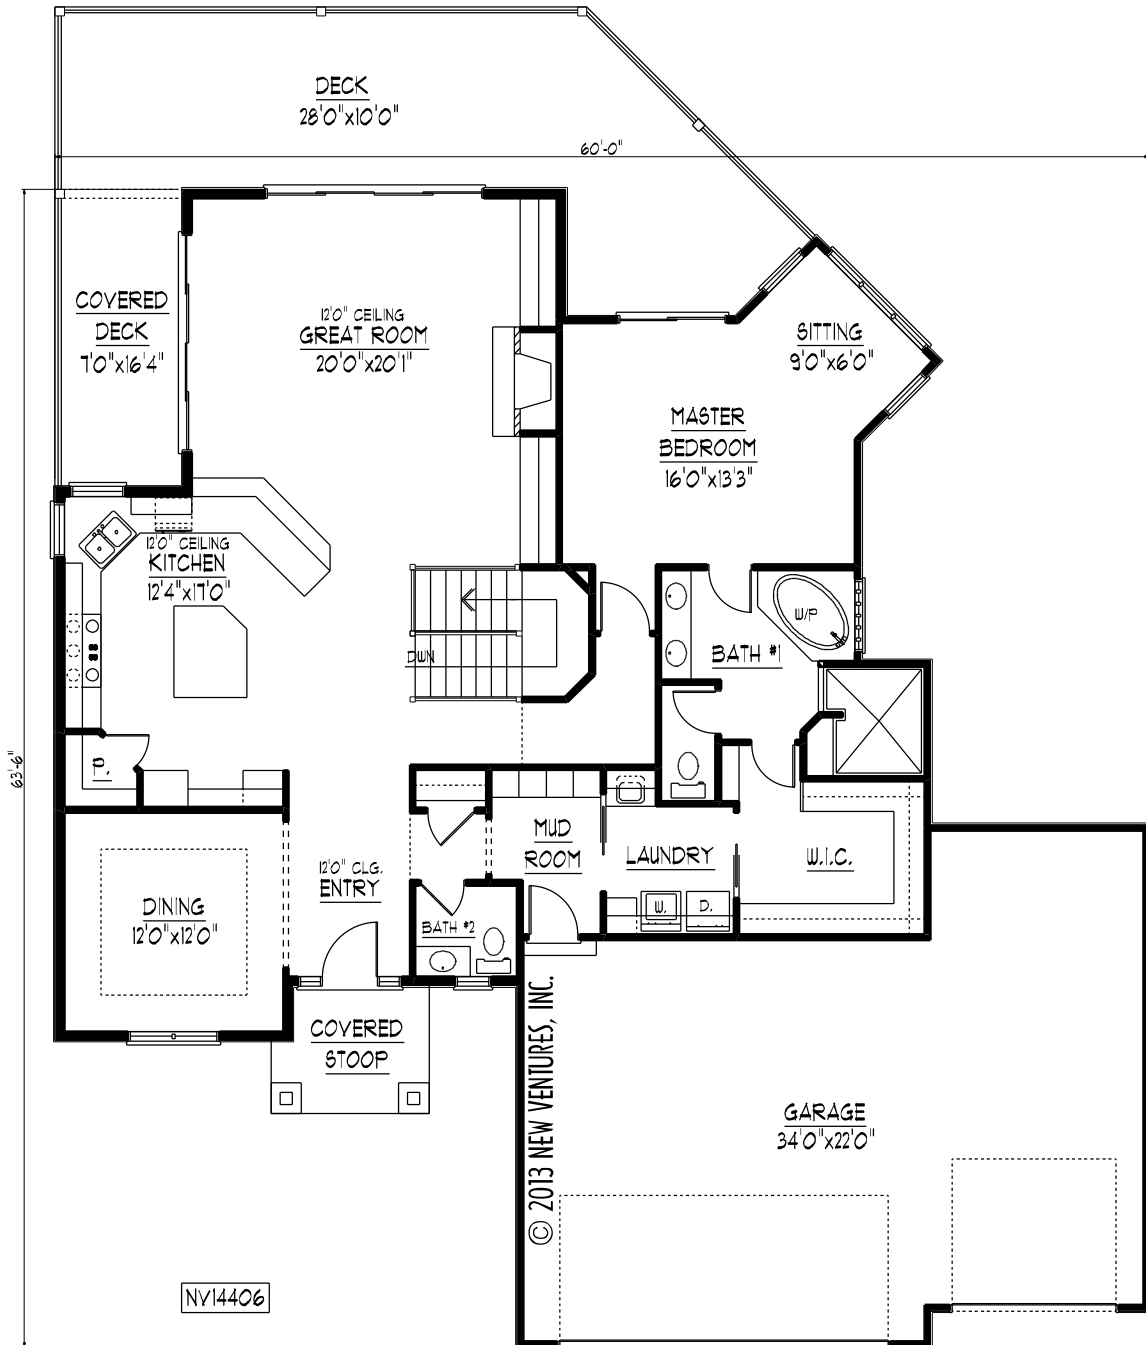 DECK
28'0"x10'0"
60'-0"
COVERED
DECK
7'0"x16'4"
12'0" CEILING
GREAT ROOM
20'0"x20'1"
SITTING
9'0"x6'0"
MASTER
BEDROOM
16'0"x13'3"
12'0" CEILING
KITCHEN
12'4"x17'0"
W/P
DWN
BATH #1
63'-6"
P.
MUD
ROOM
LAUNDRY
W.I.C.
12'0" CLG.
ENTRY
DINING
12'0"x12'0"
W.
D.
BATH #2
COVERED
STOOP
© 2013 NEW VENTURES, INC.
GARAGE
34'0"x22'0"
NV14406